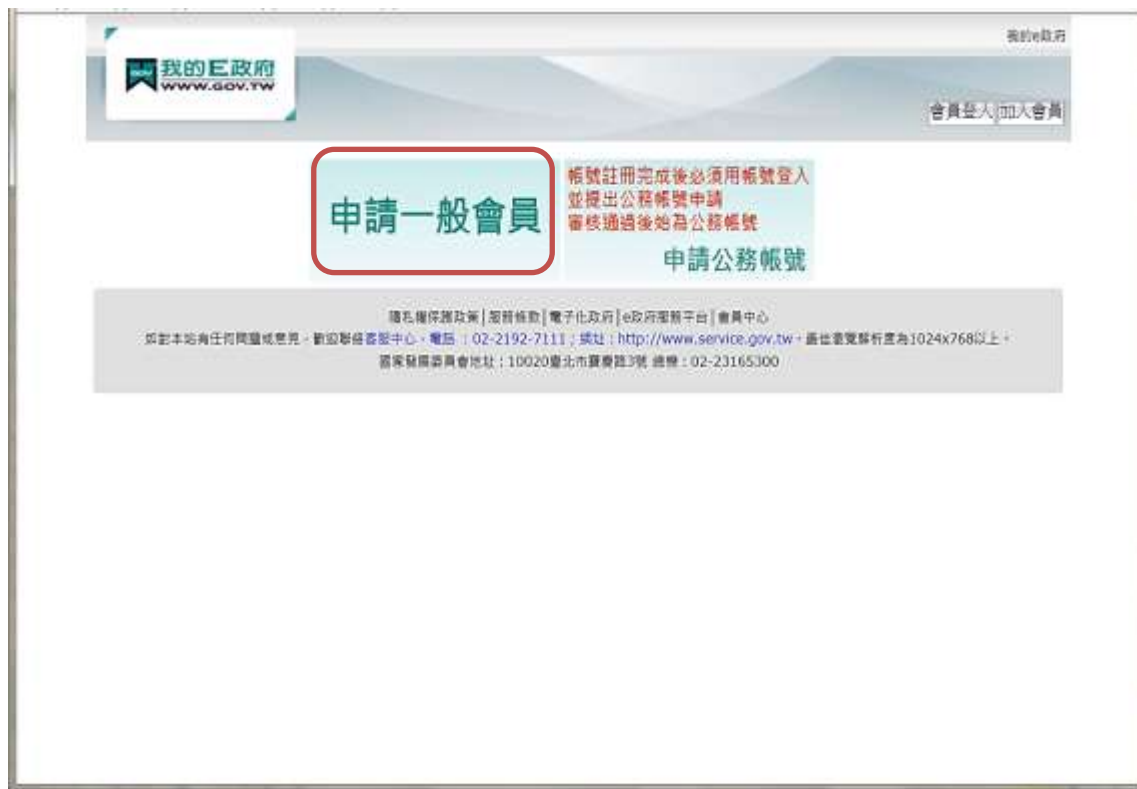 我的e政府
GOV
我的E政府
WWW.GOV.TW
會員登入 加入會員
申請一般會員
帳號註冊完成後必須用帳號登入
並提出公務帳號申請
審核通過後始為公務帳號
申請公務帳號
隱私權保護政策│服務條款│電子化政府│e政府服務平台│會員中心
如對本站有任何問題或意見，歡迎聯絡客服中心，電話：02-2192-7111；網址：http://www.service.gov.tw，最佳瀏覽解析度為1024x768以上。
國家發展委員會地址：10020臺北市寶慶路3號 總機：02-23165300